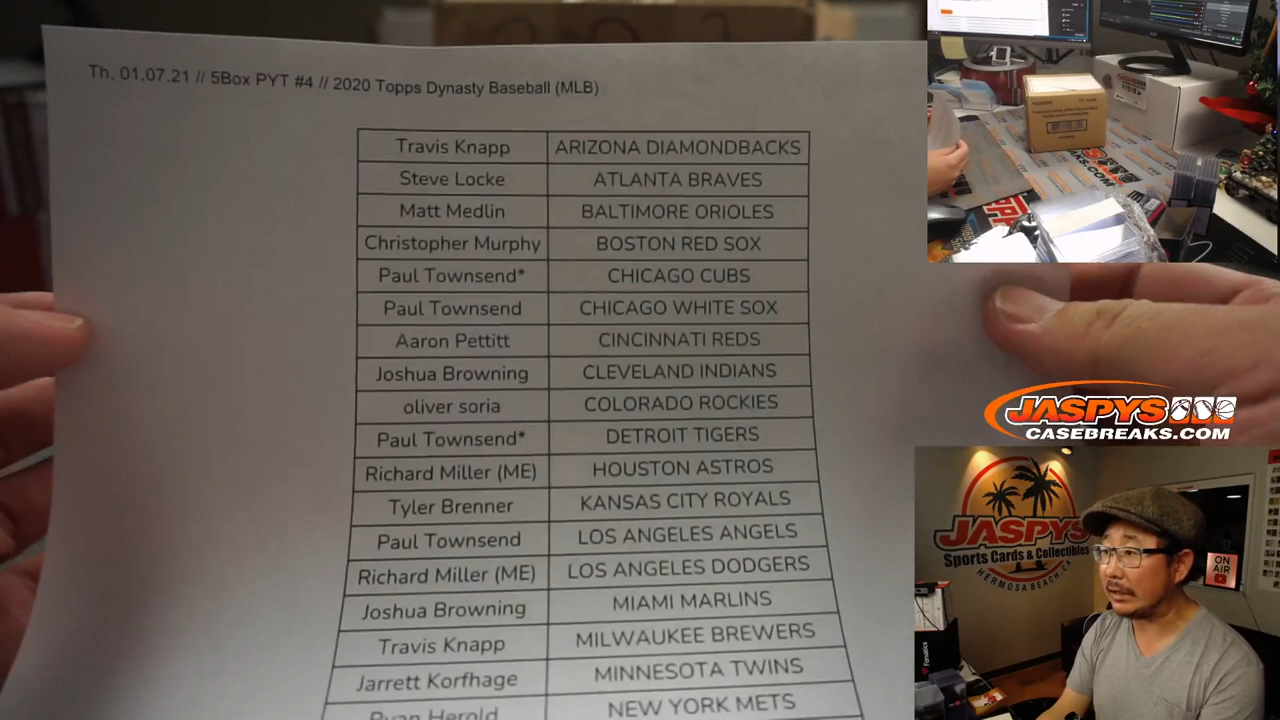 Th, 01.07.21 // 5Box PYT #4 // 2020 Topps Dynasty Baseball (MLB)
Travis Knapp ARIZONA DIAMONDBACKS
Steve Locke ATLANTA BRAVES
Matt Medlin BALTIMORE ORIOLES
Christopher Murphy BOSTON RED SOX
Paul Townsend* CHICAGO CUBS
Paul Townsend CHICAGO WHITE SOX
Aaron Pettitt CINCINNATI REDS
Joshua Browning CLEVELAND INDIANS
oliver soria COLORADO ROCKIES
Paul Townsend* DETROIT TIGERS
Richard Miller (ME) HOUSTON ASTROS
Tyler Brenner KANSAS CITY ROYALS
Paul Townsend LOS ANGELES ANGELS
Richard Miller (ME) LOS ANGELES DODGERS
Joshua Browning MIAMI MARLINS
Travis Knapp MILWAUKEE BREWERS
Jarrett Korfhage MINNESOTA TWINS
Ryan Herold NEW YORK METS
JASPYS
CASEBREAKS.COM
JASPYS
Sports Cards & Collectibles
HERMOSA BEACH, CA
ON
AIR
Fanatics